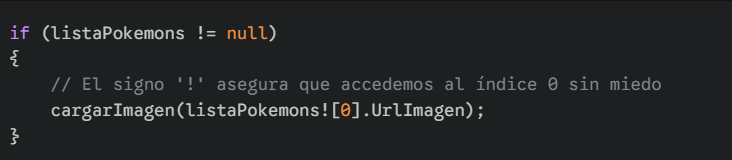 if (listaPokemons != null)
{
    // El signo '!' asegura que accedemos al índice 0 sin miedo
    cargarImagen(listaPokemons![0].UrlImagen);
}